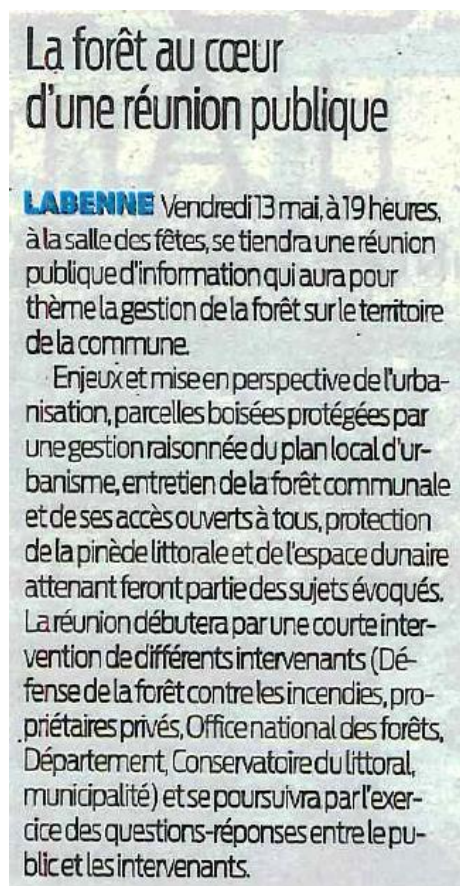 La forêt au cœur
d'une réunion publique
LABENNE Vendredi 13 mai, à 19 heures,
à la salle des fêtes, se tiendra une réunion
publique d'information qui aura pour
thème la gestion de la forêt sur le territoire
de la commune.
Enjeux et mise en perspective de l'urba-
nisation, parcelles boisées protégées par
une gestion raisonnée du plan local d'ur-
banisme, entretien de la forêt communale
et de ses accès ouverts à tous, protection
de la pinède littorale et de l'espace dunaire
attenant feront partie des sujets évoqués.
La réunion débutera par une courte inter-
vention de différents intervenants (Dé-
fense de la forêt contre les incendies, pro-
priétaires privés, Office national des forêts,
Département, Conservatoire du littoral,
municipalité) et se poursuivra par l'exer-
cice des questions-réponses entre le pu-
blic et les intervenants.